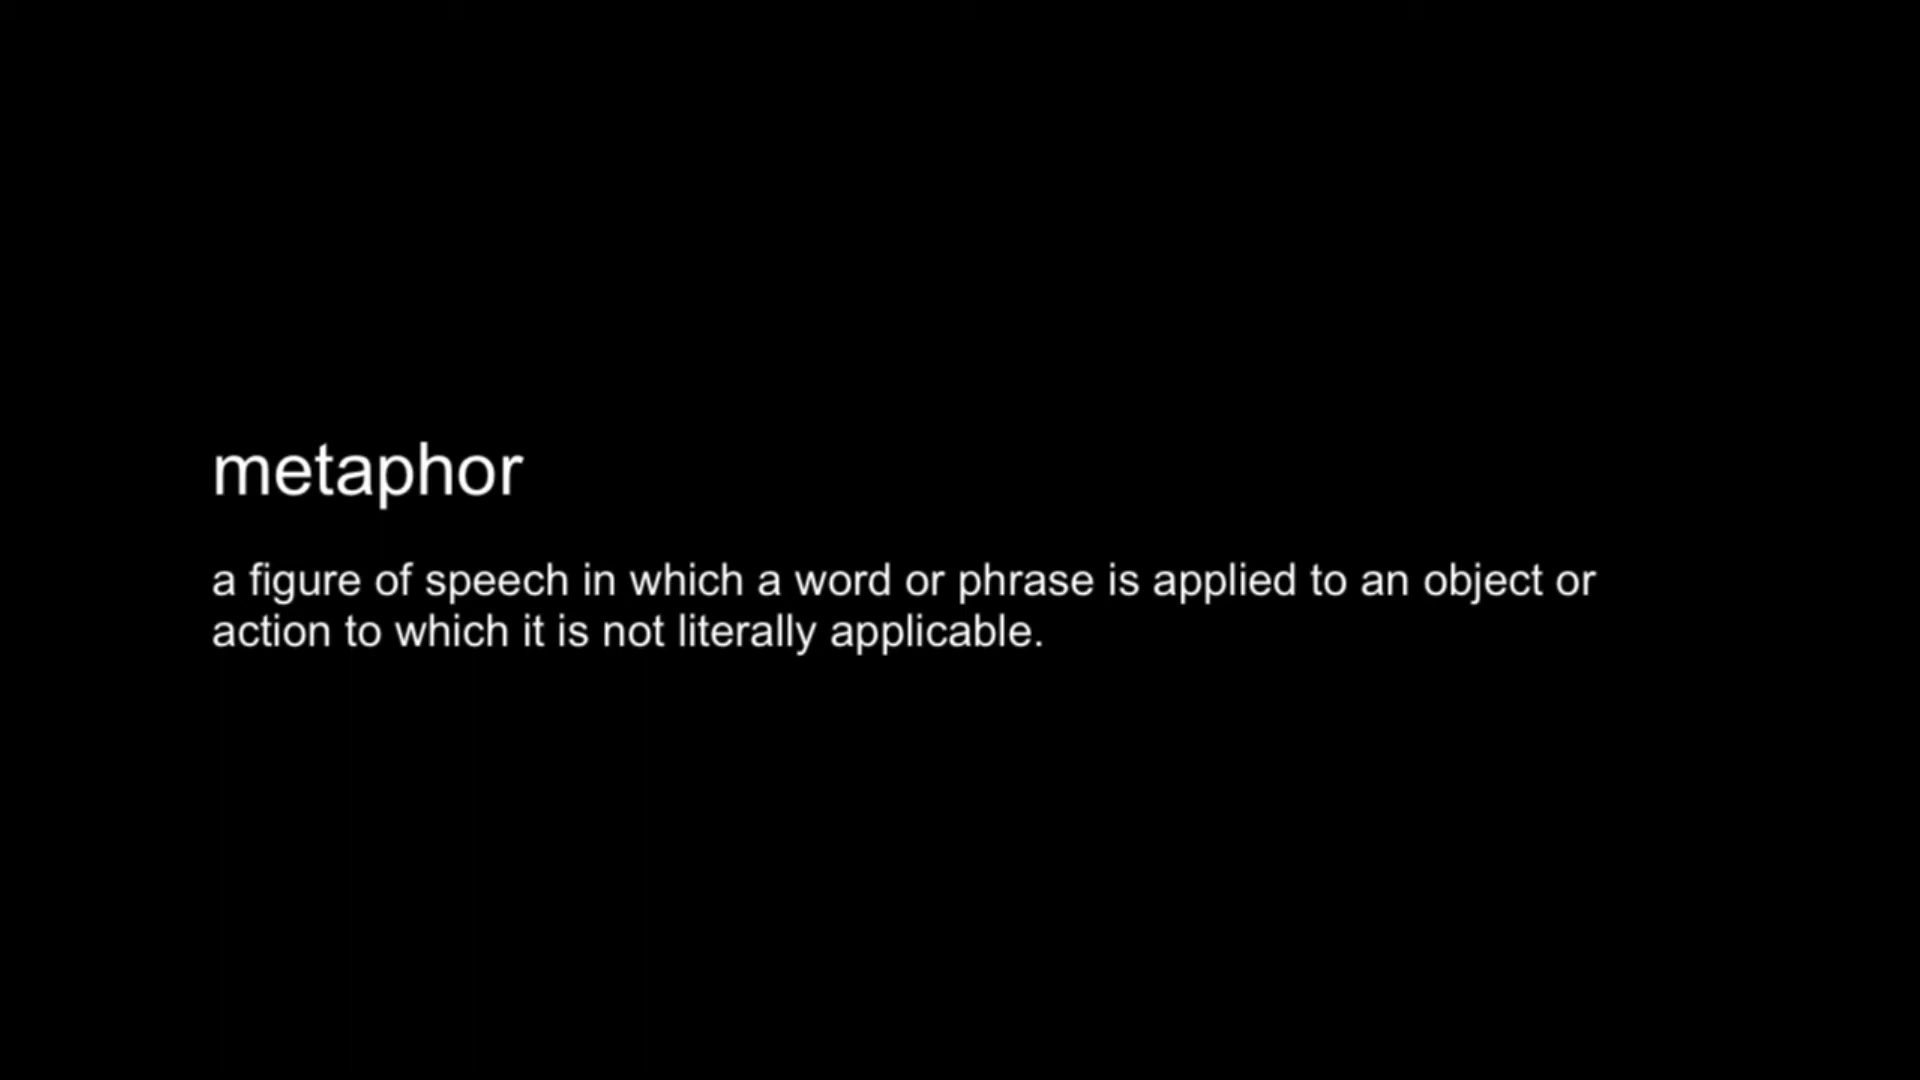 metaphor
a figure of speech in which a word or phrase is applied to an object or
action to which it is not literally applicable.